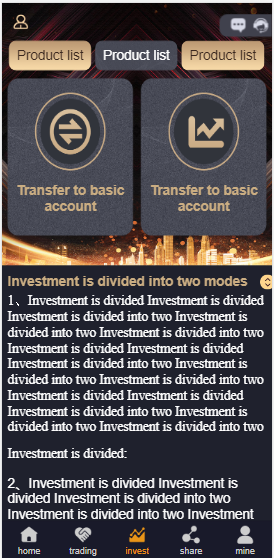 Product list
Product list
Product list
Transfer to basic
account
Transfer to basic
account
Investment is divided into two modes
1、Investment is divided Investment is divided
Investment is divided into two Investment is
divided into two Investment is divided into two
Investment is divided Investment is divided
Investment is divided into two Investment is
divided into two Investment is divided into two
Investment is divided Investment is divided
Investment is divided into two Investment is
divided into two Investment is divided into two
Investment is divided:
2、Investment is divided Investment is
divided Investment is divided into two
Investment is divided into two Investment
home
trading
invest
share
mine